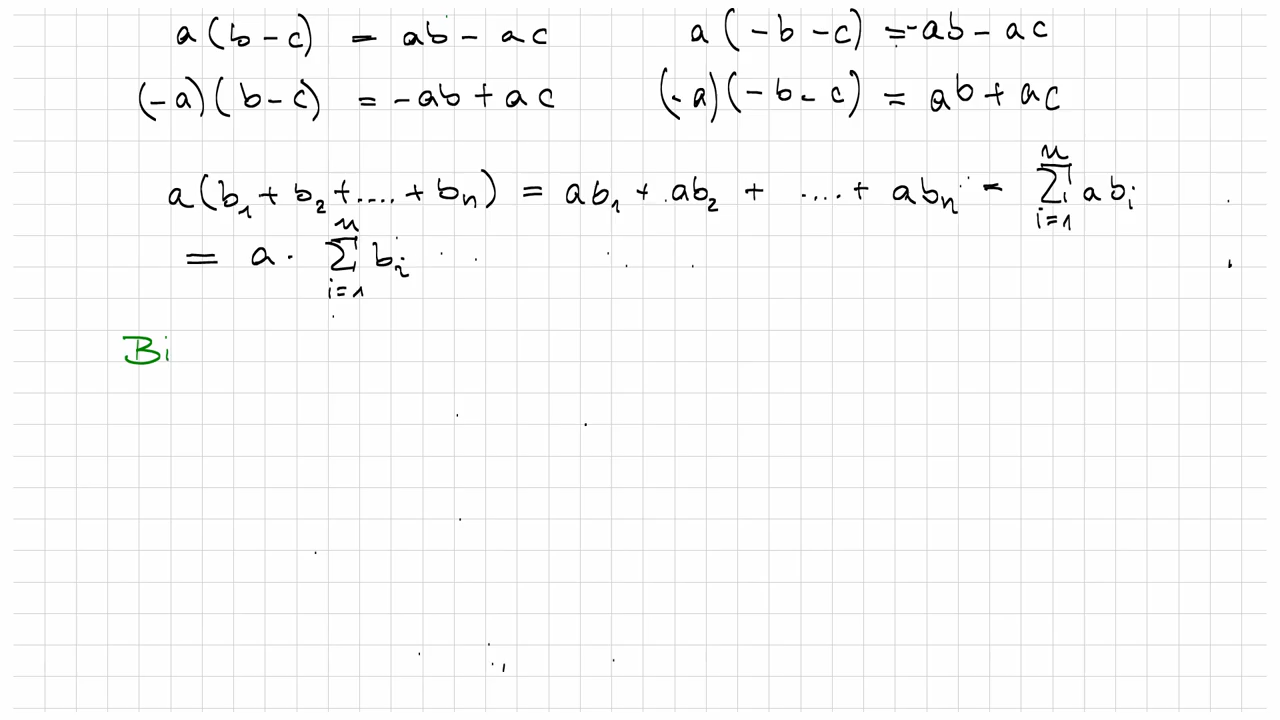 a(b-c) = ab - ac a(-b-c) = -ab - ac
(-a)(b-c) = -ab + ac (-a)(-b-c) = ab + ac
a(b₁ + b₂ + .... + bₙ) = ab₁ + ab₂ + .... + abₙ = ∑ᵢ₌₁ⁿ abᵢ
= a · ∑ᵢ₌₁ⁿ bᵢ
Bi